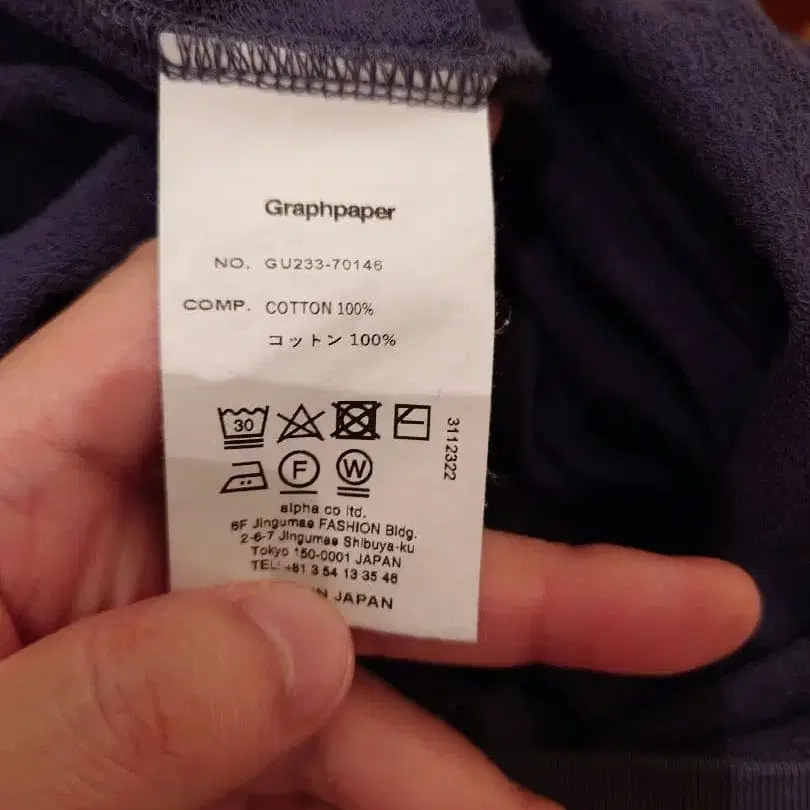 Graphpaper
NO. GU233-70146
COMP. COTTON 100%
コットン 100%
30
3112322
F W
alpha co ltd.
6F Jingumae FASHION Bldg.
2-6-7 Jingumae Shibuya-ku
Tokyo 150-0001 JAPAN
TEL: +81 3 54 13 35 46
IN JAPAN